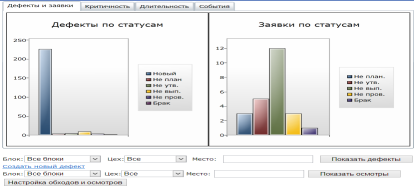 Дефекты и заявки Критичность Длительность События
Дефекты по статусам
250
200
150
100
50
0
Новый
Не план
Не утв.
Не вып.
Не пров.
Брак
Заявки по статусам
12
10
8
6
4
2
0
Не план.
Не утв.
Не вып.
Не пров.
Брак
Блок: Все блоки Цех: Все Место: Показать дефекты
Создать новый дефект
Блок: Все блоки Цех: Все Место: Показать осмотры
Настройка обходов и осмотров